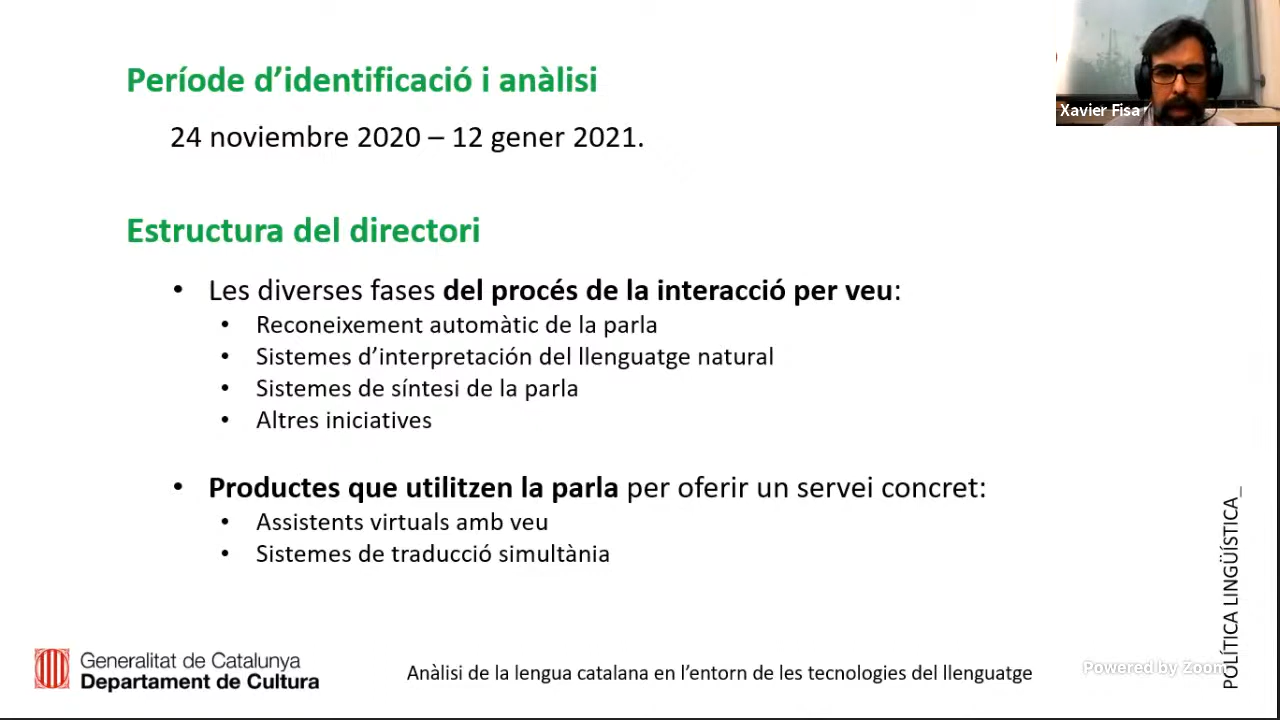 Període d’identificació i anàlisi
24 noviembre 2020 – 12 gener 2021.
Xavier Fisa
Estructura del directori
• Les diverses fases del procés de la interacció per veu:
• Reconeixement automàtic de la parla
• Sistemes d’interpretación del llenguatge natural
• Sistemes de síntesi de la parla
• Altres iniciatives
• Productes que utilitzen la parla per oferir un servei concret:
• Assistents virtuals amb veu
• Sistemes de traducció simultània
POLÍTICA LINGÜÍSTICA_
Generalitat de Catalunya
Departament de Cultura
Anàlisi de la lengua catalana en l’entorn de les tecnologies del llenguatge
Powered by Zoom